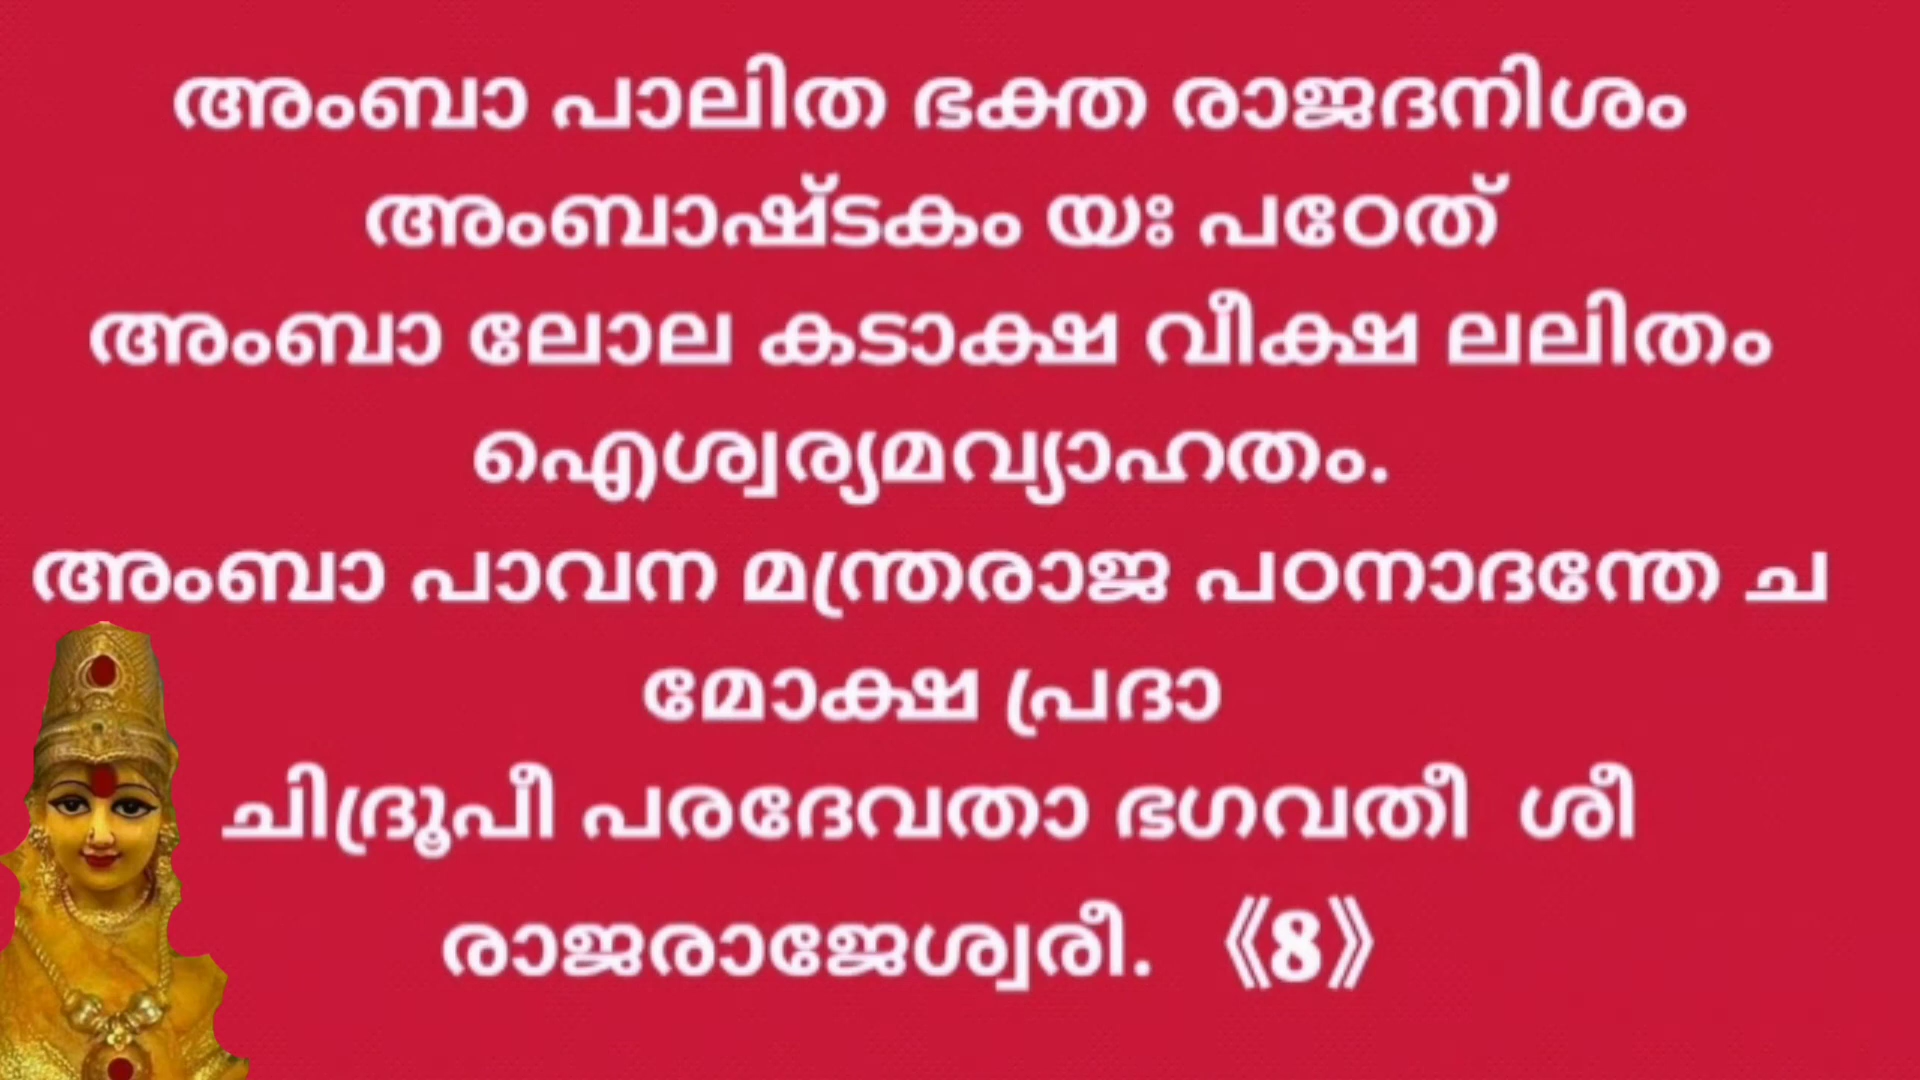 അംബാ പാലിത ഭക്ത രാജദനിശം
അംബാഷ്ടകം യഃ പഠേത്
അംബാ ലോല കടാക്ഷ വീക്ഷ ലലിതം
ഐശ്വര്യമവ്യാഹതം.
അംബാ പാവന മന്ത്രരാജ പഠനാദന്തേ ച
മോക്ഷ പ്രദാ
ചിദ്രൂപീ പരദേവതാ ഭഗവതീ ശീ
രാജരാജേശ്വരീ. 《8》